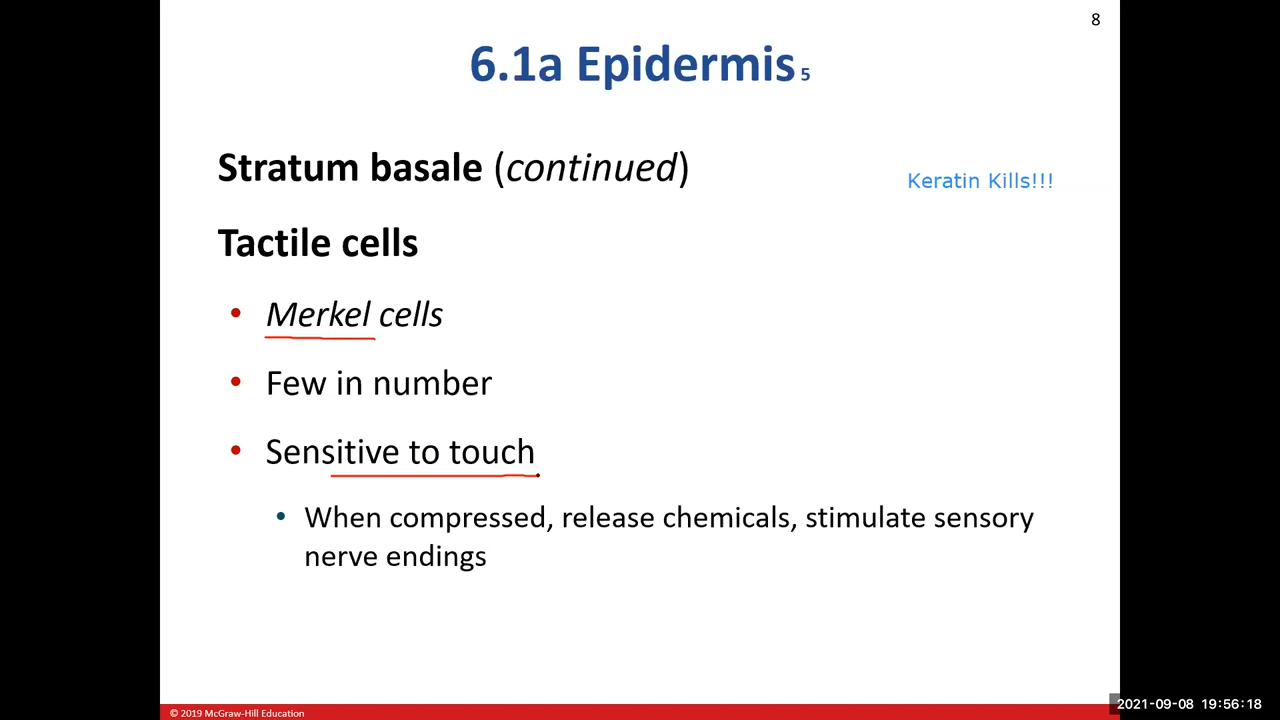 8
6.1a Epidermis 5
Stratum basale (continued)
Keratin Kills!!!
Tactile cells
• Merkel cells
• Few in number
• Sensitive to touch
• When compressed, release chemicals, stimulate sensory
nerve endings
© 2019 McGraw-Hill Education
2021-09-08 19:56:18